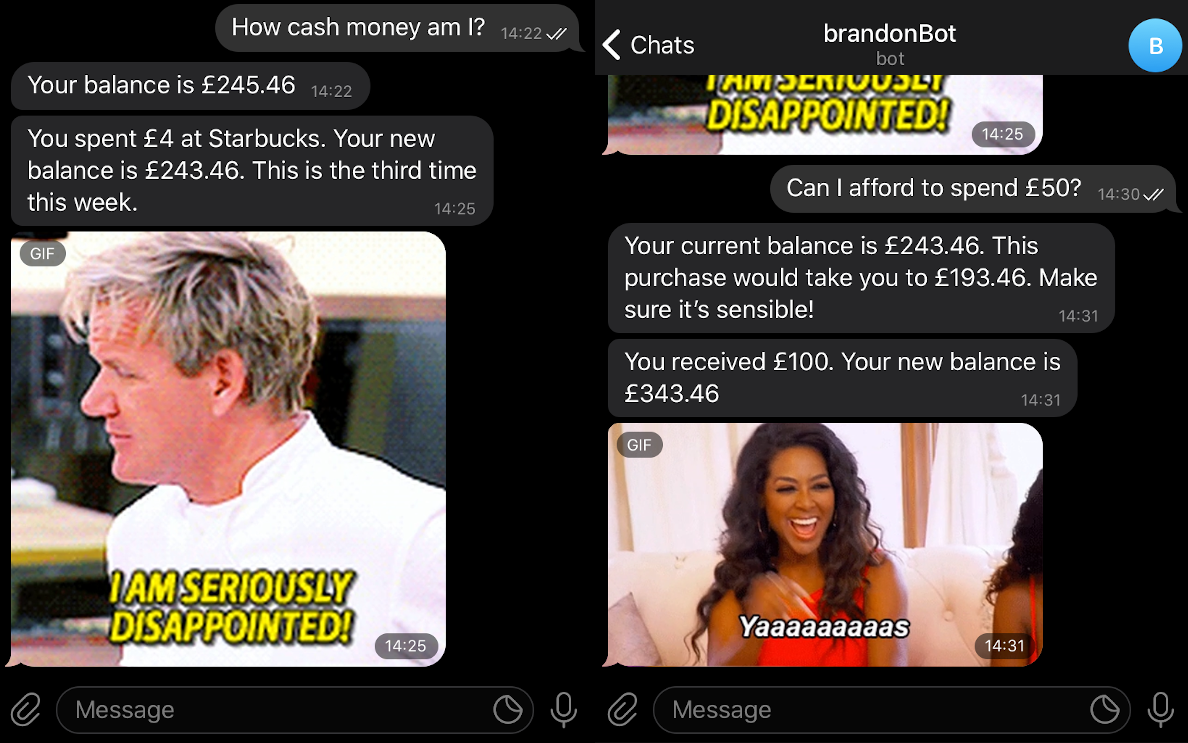 How cash money am I? 14:22
Your balance is £245.46 14:22
You spent £4 at Starbucks. Your new
balance is £243.46. This is the third time
this week. 14:25
GIF
I AM SERIOUSLY
DISAPPOINTED!
14:25
Message
Chats
brandonBot
bot
B
I AM SERIOUSLY
DISAPPOINTED!
14:25
Can I afford to spend £50? 14:30
Your current balance is £243.46. This
purchase would take you to £193.46. Make
sure it's sensible! 14:31
You received £100. Your new balance is
£343.46 14:31
GIF
Yaaaaaaaaas
14:31
Message